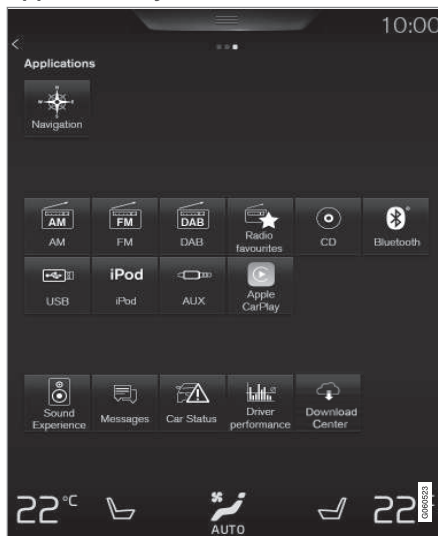 10:00
Applications
Navigation
AM
FM
DAB
AM
FM
DAB
Radio favourites
CD
Bluetooth
USB
iPod
iPod
AUX
Apple CarPlay
Sound Experience
Messages
Car Status
Driver performance
Download Center
22°C
AUTO
22
G060523